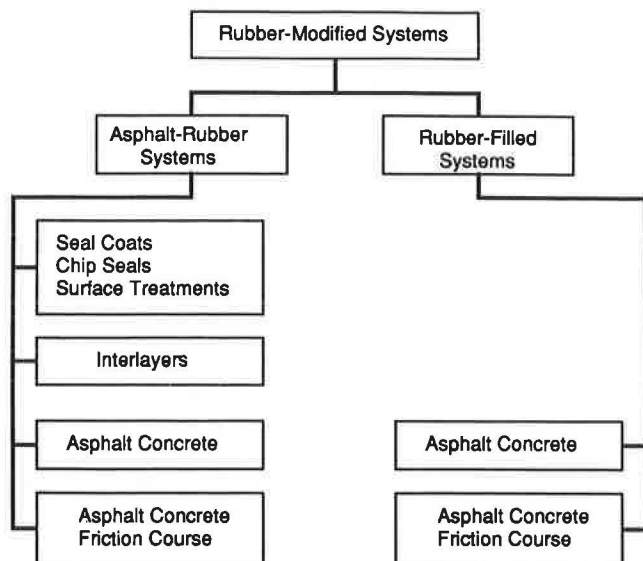 Rubber-Modified Systems
Asphalt-Rubber
Systems
Rubber-Filled
Systems
Seal Coats
Chip Seals
Surface Treatments
Interlayers
Asphalt Concrete
Asphalt Concrete
Asphalt Concrete
Friction Course
Asphalt Concrete
Friction Course